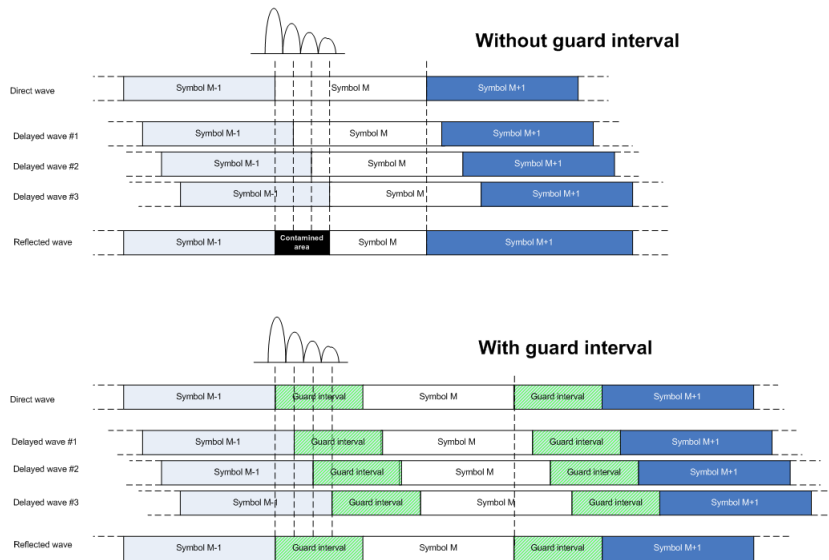 Without guard interval
Direct wave Symbol M-1 Symbol M Symbol M+1
Delayed wave #1 Symbol M-1 Symbol M Symbol M+1
Delayed wave #2 Symbol M-1 Symbol M Symbol M+1
Delayed wave #3 Symbol M-1 Symbol M Symbol M+1
Reflected wave Symbol M-1 Contamined area Symbol M Symbol M+1
With guard interval
Direct wave Symbol M-1 Guard interval Symbol M Guard interval Symbol M+1
Delayed wave #1 Symbol M-1 Guard interval Symbol M Guard interval Symbol M+1
Delayed wave #2 Symbol M-1 Guard interval Symbol M Guard interval Symbol M+1
Delayed wave #3 Symbol M-1 Guard interval Symbol M Guard interval Symbol M+1
Reflected wave Symbol M-1 Guard interval Symbol M Guard interval Symbol M+1